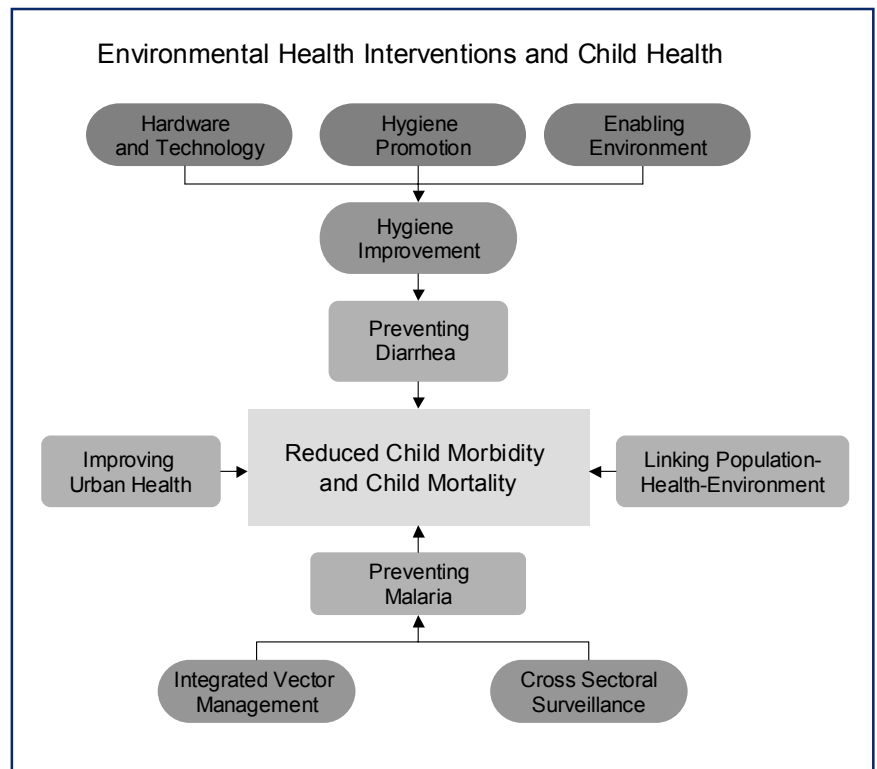 Environmental Health Interventions and Child Health
Hardware
and Technology
Hygiene
Promotion
Enabling
Environment
Hygiene
Improvement
Preventing
Diarrhea
Improving
Urban Health
Reduced Child Morbidity
and Child Mortality
Linking Population-
Health-Environment
Preventing
Malaria
Integrated Vector
Management
Cross Sectoral
Surveillance